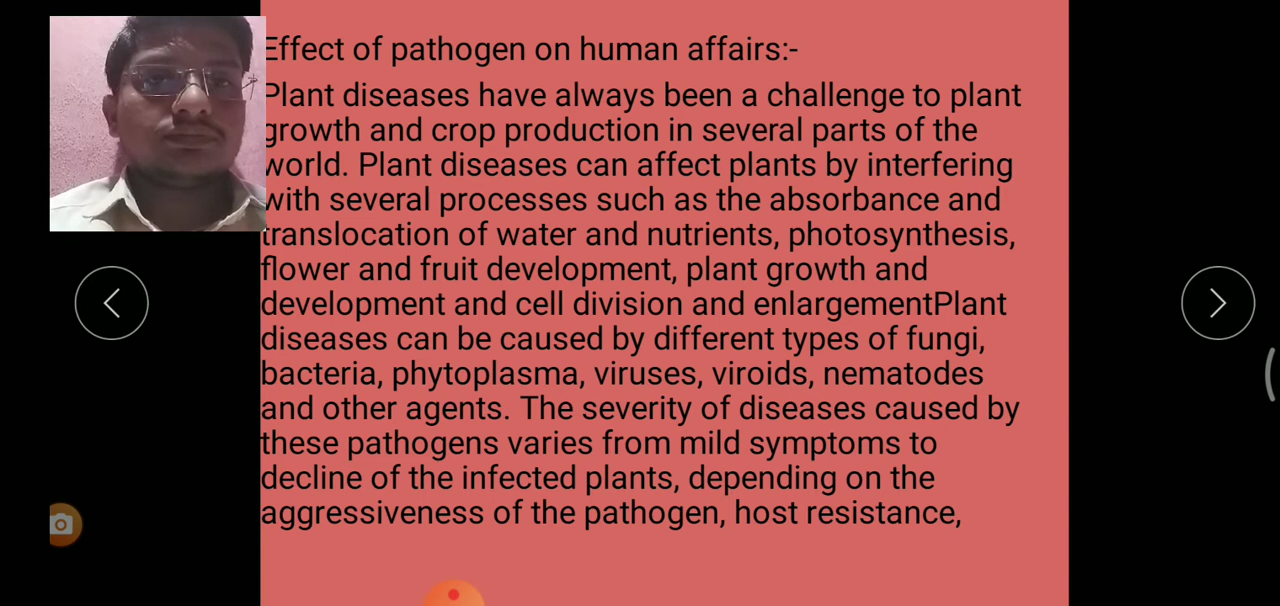 Effect of pathogen on human affairs:-
Plant diseases have always been a challenge to plant
growth and crop production in several parts of the
world. Plant diseases can affect plants by interfering
with several processes such as the absorbance and
translocation of water and nutrients, photosynthesis,
flower and fruit development, plant growth and
development and cell division and enlargementPlant
diseases can be caused by different types of fungi,
bacteria, phytoplasma, viruses, viroids, nematodes
and other agents. The severity of diseases caused by
these pathogens varies from mild symptoms to
decline of the infected plants, depending on the
aggressiveness of the pathogen, host resistance,